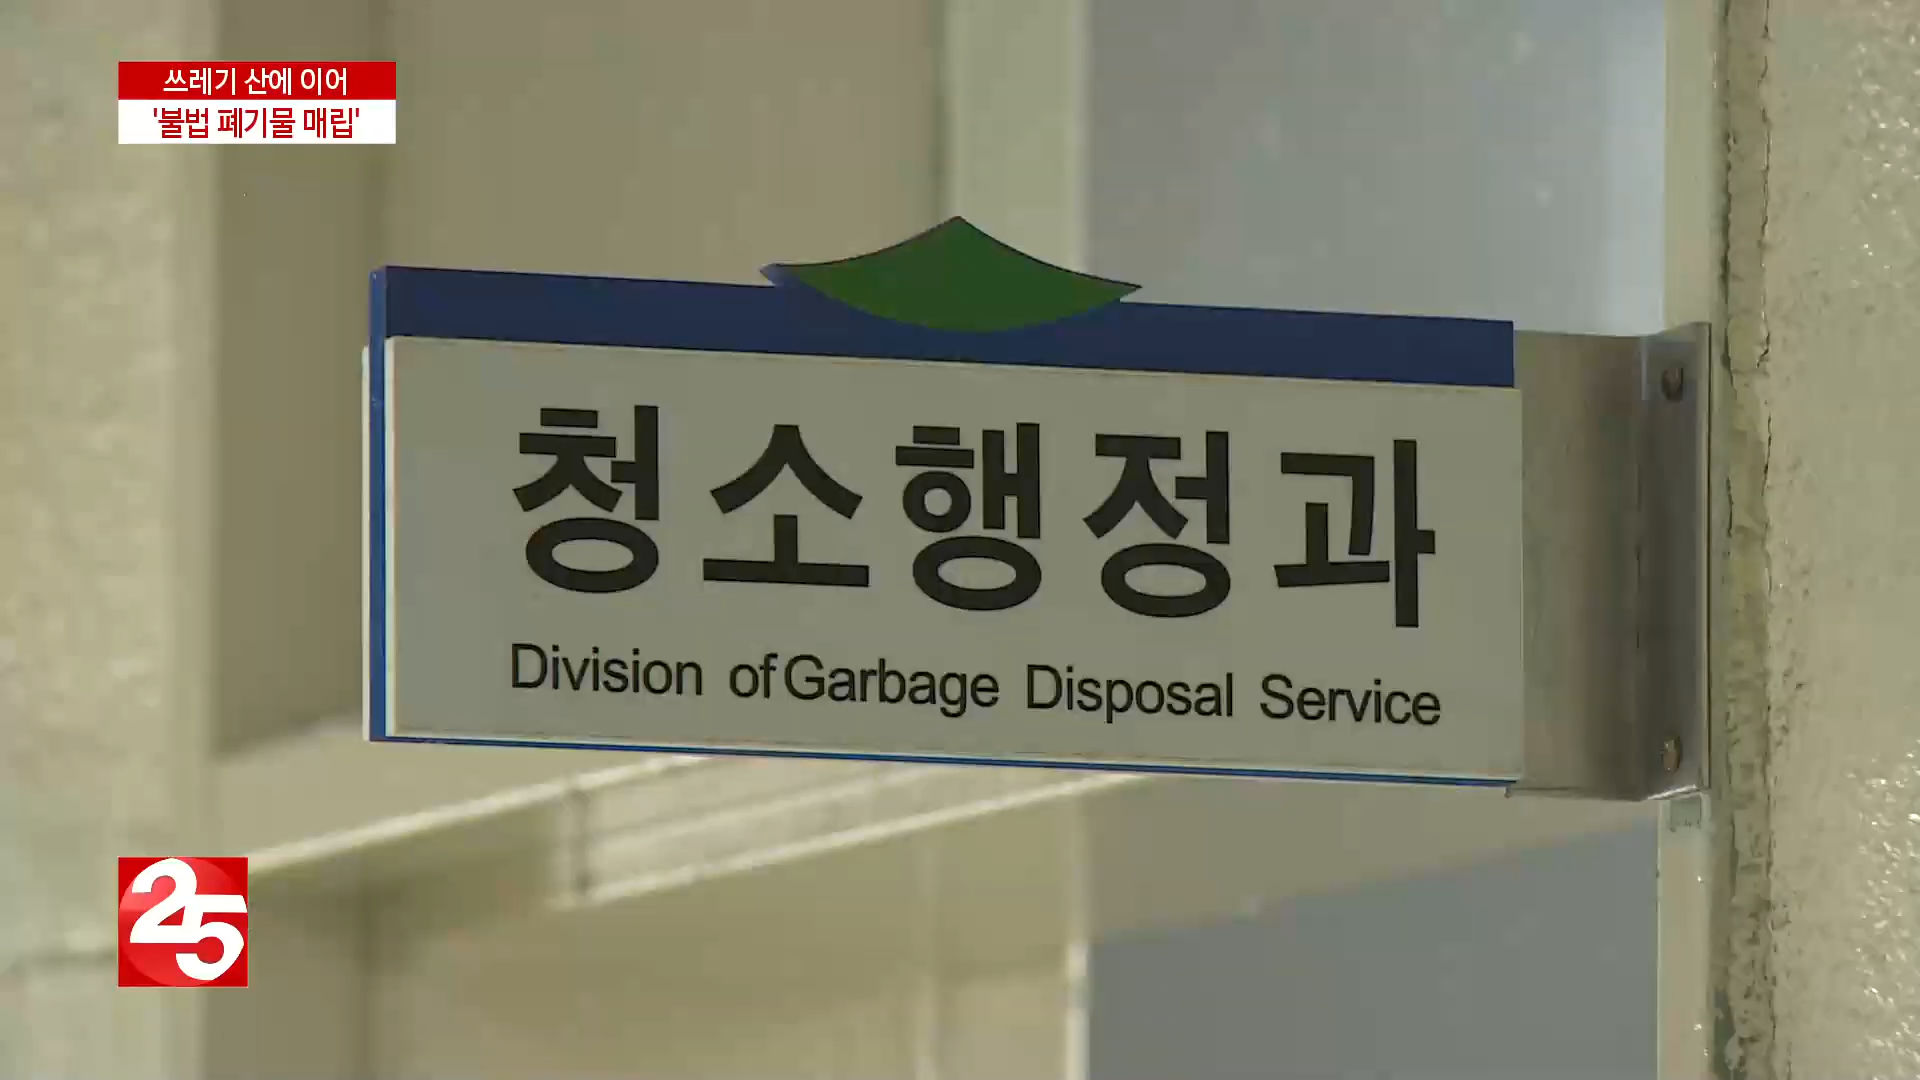 쓰레기 산에 이어
'불법 폐기물 매립'
청소행정과
Division of Garbage Disposal Service
25